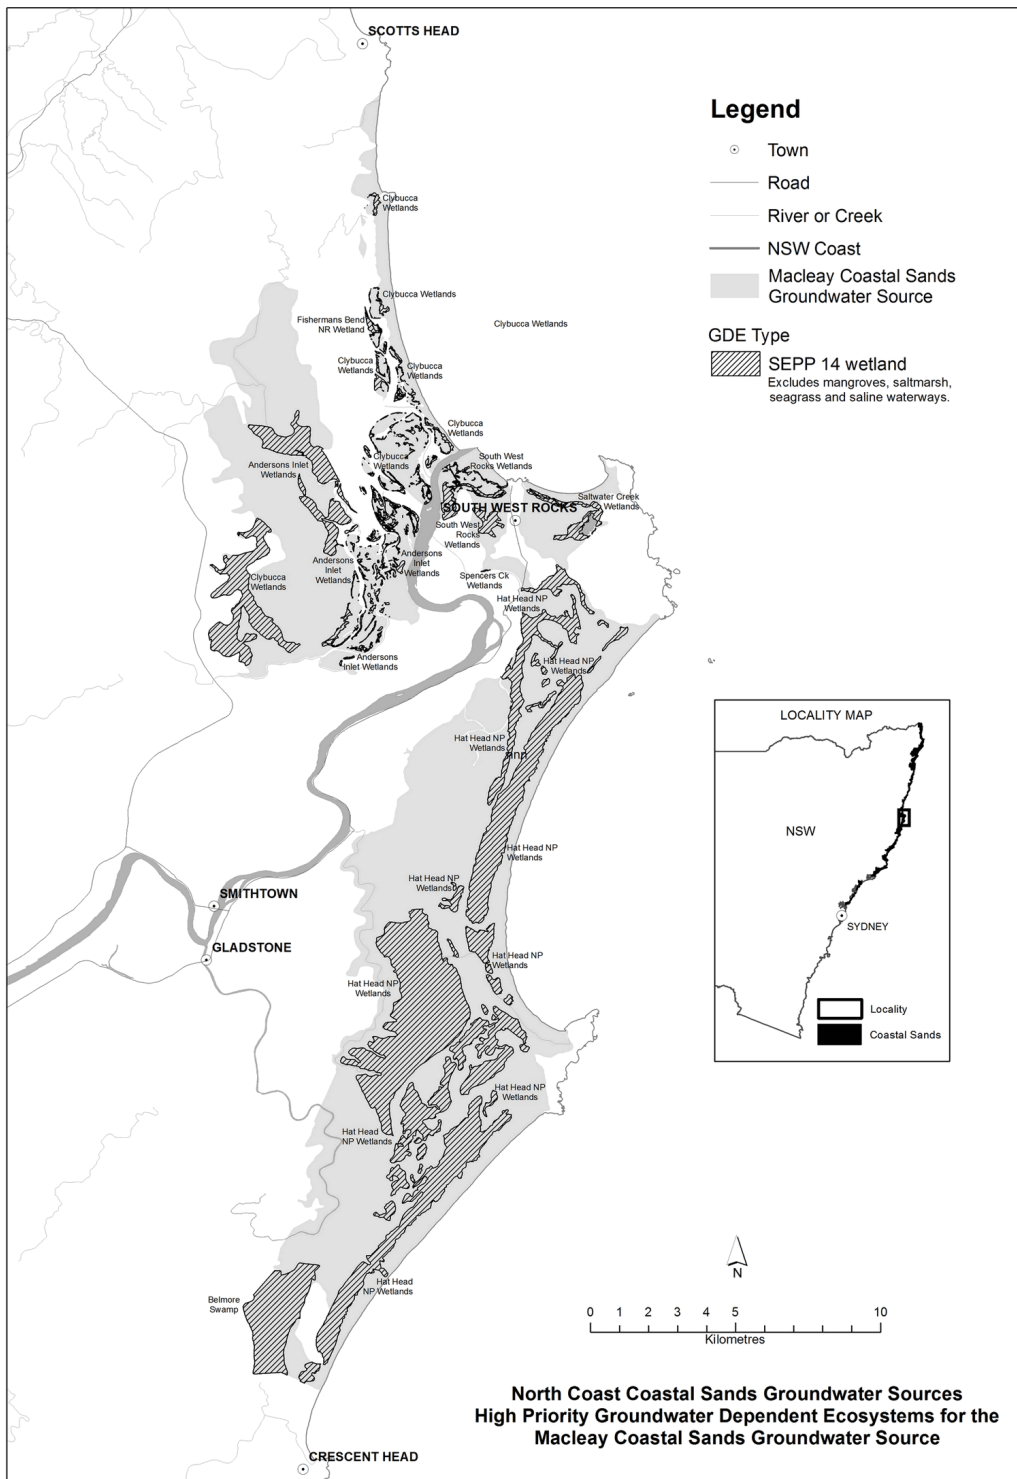 SCOTTS HEAD
Legend
Town
Road
River or Creek
NSW Coast
Macleay Coastal Sands
Groundwater Source
GDE Type
SEPP 14 wetland
Excludes mangroves, saltmarsh,
seagrass and saline waterways.
Clybucca
Wetlands
Clybucca Wetlands
Fishermans Bend
NR Wetland
Clybucca Wetlands
Clybucca
Wetlands
Clybucca
Wetlands
Clybucca
Wetlands
Clybucca
Wetlands
South West
Rocks Wetlands
Andersons Inlet
Wetlands
Saltwater Creek
Wetlands
SOUTH WEST ROCKS
South West
Rocks
Wetlands
Andersons
Inlet
Wetlands
Andersons
Inlet
Wetlands
Clybucca
Wetlands
Spencers Ck
Wetlands
Hat Head NP
Wetlands
Andersons
Inlet Wetlands
Hat Head NP
Wetlands
Hat Head NP
Wetlands
Hat Head NP
Wetlands
Hat Head NP
Wetlands
SMITHTOWN
GLADSTONE
Hat Head NP
Wetlands
Hat Head NP
Wetlands
Hat Head NP
Wetlands
Hat Head
NP Wetlands
Hat Head
NP Wetlands
Belmore
Swamp
CRESCENT HEAD
LOCALITY MAP
NSW
SYDNEY
Locality
Coastal Sands
N
0 1 2 3 4 5 10
Kilometres
North Coast Coastal Sands Groundwater Sources
High Priority Groundwater Dependent Ecosystems for the
Macleay Coastal Sands Groundwater Source